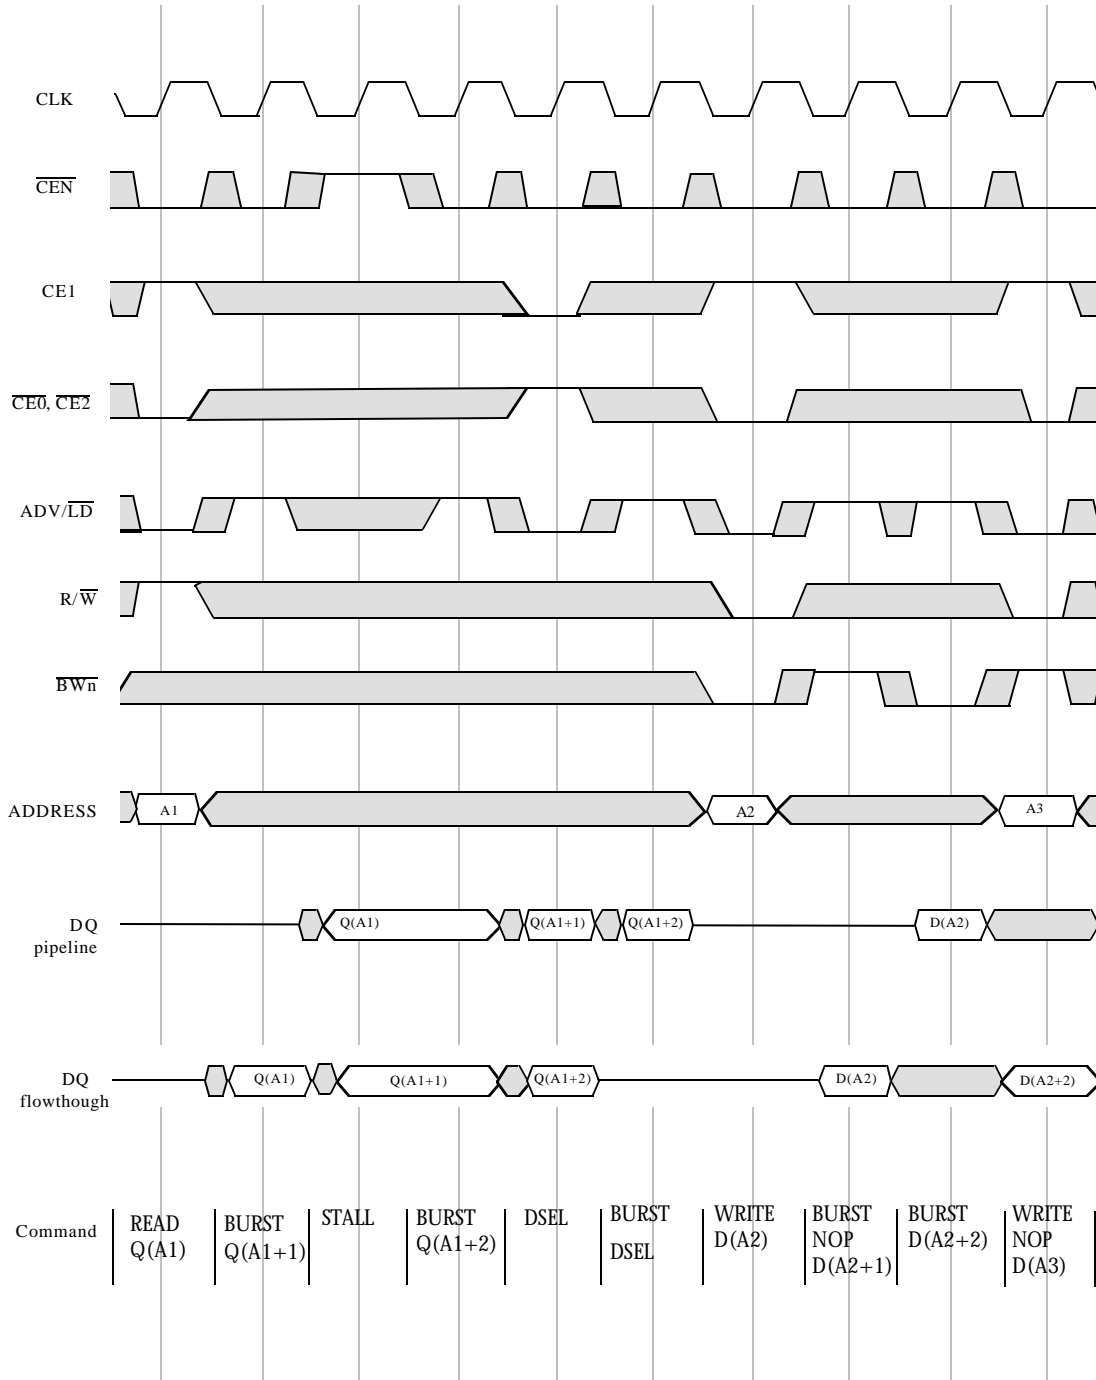 CLK
CEN
CE1
CE0, CE2
ADV/LD
R/W
BWn
ADDRESS
A1
A2
A3
DQ
pipeline
Q(A1)
Q(A1+1)
Q(A1+2)
D(A2)
DQ
flowthough
Q(A1)
Q(A1+1)
Q(A1+2)
D(A2)
D(A2+2)
Command
READ
Q(A1)
BURST
Q(A1+1)
STALL
BURST
Q(A1+2)
DSEL
BURST
DSEL
WRITE
D(A2)
BURST
NOP
D(A2+1)
BURST
D(A2+2)
WRITE
NOP
D(A3)